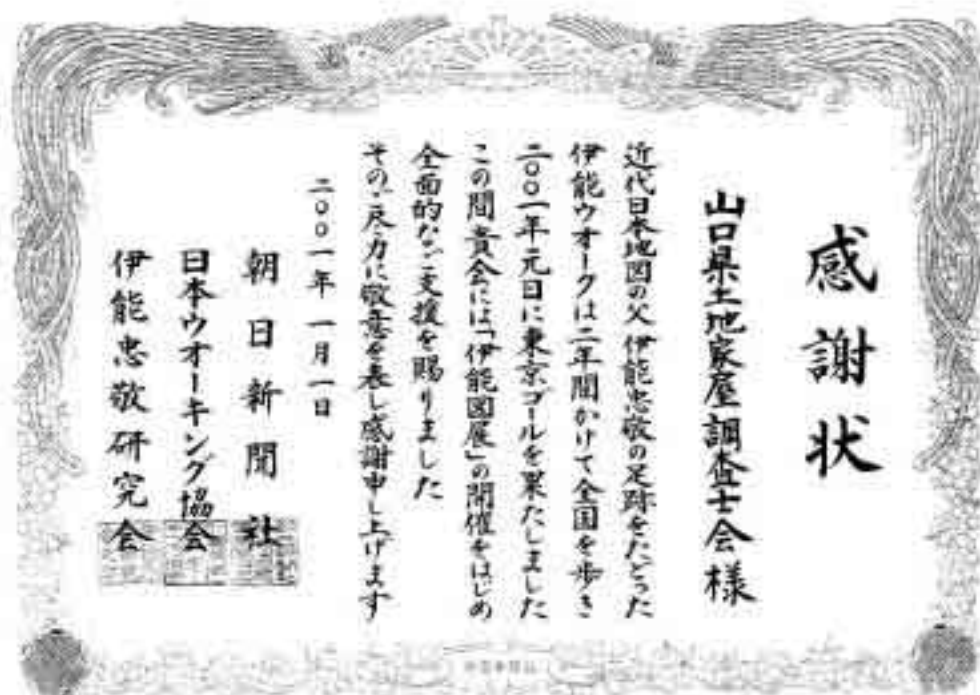 感謝状
山口県土地家屋調査士会様
近代日本地図の父伊能忠敬の足跡をたどった
伊能ウオークは二年間かけて全国を歩き
二〇〇一年元日に東京ゴールを果たしました
この間貴会には「伊能図展」の開催をはじめ
全面的なご支援を賜りました
そのご尽力に敬意を表し感謝申し上げます
二〇〇一年一月一日
朝日新聞社
日本ウオーキング協会
伊能忠敬研究会